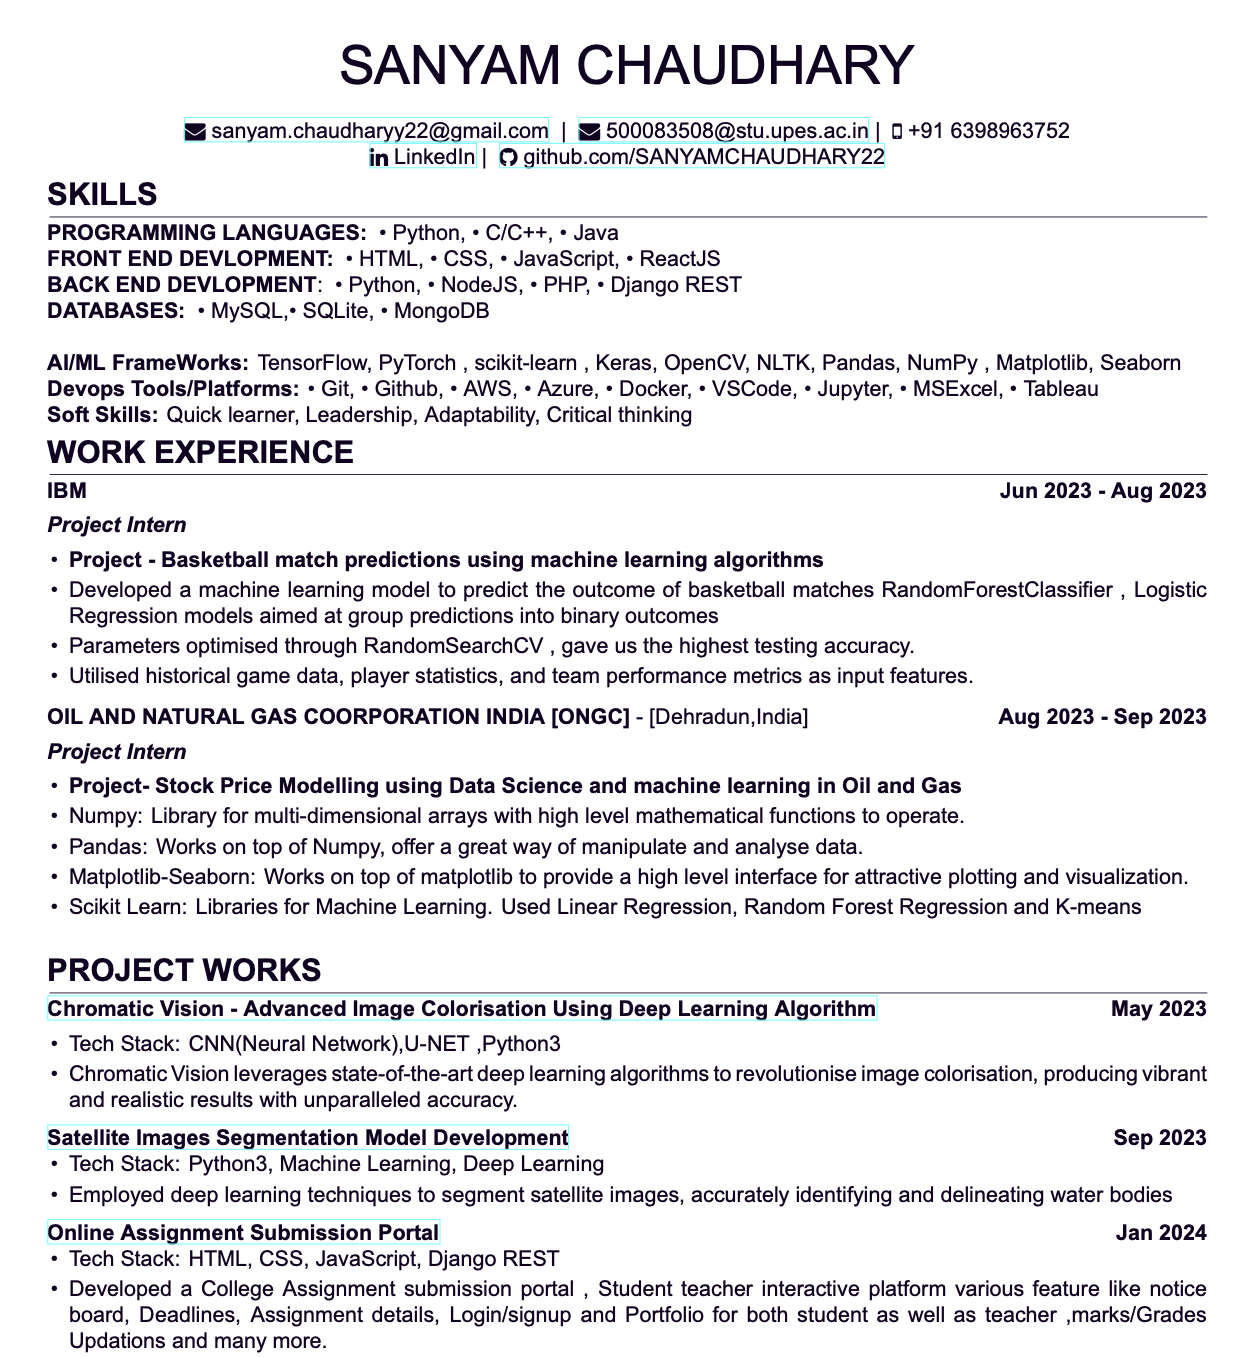 SANYAM CHAUDHARY
sanyam.chaudharyy22@gmail.com | 500083508@stu.upes.ac.in | +91 6398963752
LinkedIn | github.com/SANYAMCHAUDHARY22
SKILLS
PROGRAMMING LANGUAGES: • Python, • C/C++, • Java
FRONT END DEVLOPMENT: • HTML, • CSS, • JavaScript, • ReactJS
BACK END DEVLOPMENT: • Python, • NodeJS, • PHP, • Django REST
DATABASES: • MySQL,• SQLite, • MongoDB
AI/ML FrameWorks: TensorFlow, PyTorch , scikit-learn , Keras, OpenCV, NLTK, Pandas, NumPy , Matplotlib, Seaborn
Devops Tools/Platforms: • Git, • Github, • AWS, • Azure, • Docker, • VSCode, • Jupyter, • MSExcel, • Tableau
Soft Skills: Quick learner, Leadership, Adaptability, Critical thinking
WORK EXPERIENCE
IBM Jun 2023 - Aug 2023
Project Intern
• Project - Basketball match predictions using machine learning algorithms
• Developed a machine learning model to predict the outcome of basketball matches RandomForestClassifier , Logistic
Regression models aimed at group predictions into binary outcomes
• Parameters optimised through RandomSearchCV , gave us the highest testing accuracy.
• Utilised historical game data, player statistics, and team performance metrics as input features.
OIL AND NATURAL GAS COORPORATION INDIA [ONGC] - [Dehradun,India] Aug 2023 - Sep 2023
Project Intern
• Project- Stock Price Modelling using Data Science and machine learning in Oil and Gas
• Numpy: Library for multi-dimensional arrays with high level mathematical functions to operate.
• Pandas: Works on top of Numpy, offer a great way of manipulate and analyse data.
• Matplotlib-Seaborn: Works on top of matplotlib to provide a high level interface for attractive plotting and visualization.
• Scikit Learn: Libraries for Machine Learning. Used Linear Regression, Random Forest Regression and K-means
PROJECT WORKS
Chromatic Vision - Advanced Image Colorisation Using Deep Learning Algorithm May 2023
• Tech Stack: CNN(Neural Network),U-NET ,Python3
• Chromatic Vision leverages state-of-the-art deep learning algorithms to revolutionise image colorisation, producing vibrant
and realistic results with unparalleled accuracy.
Satellite Images Segmentation Model Development Sep 2023
• Tech Stack: Python3, Machine Learning, Deep Learning
• Employed deep learning techniques to segment satellite images, accurately identifying and delineating water bodies
Online Assignment Submission Portal Jan 2024
• Tech Stack: HTML, CSS, JavaScript, Django REST
• Developed a College Assignment submission portal , Student teacher interactive platform various feature like notice
board, Deadlines, Assignment details, Login/signup and Portfolio for both student as well as teacher ,marks/Grades
Updations and many more.